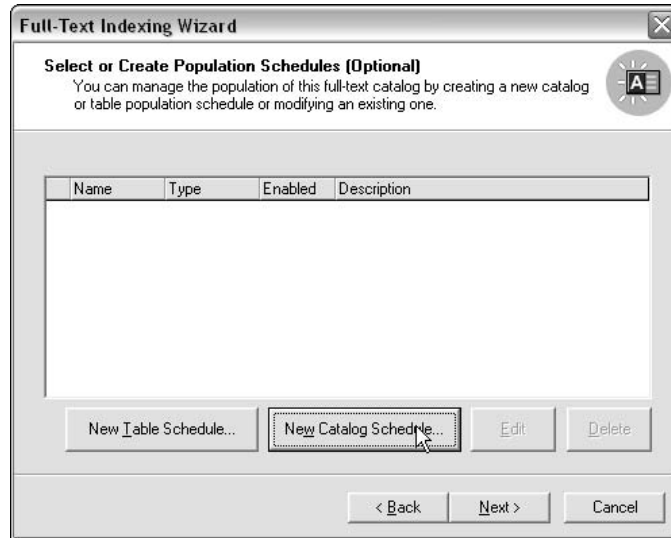 Full-Text Indexing Wizard
Select or Create Population Schedules (Optional)
You can manage the population of this full-text catalog by creating a new catalog
or table population schedule or modifying an existing one.
A
Name Type Enabled Description
New Table Schedule... New Catalog Schedule... Edit Delete
< Back Next > Cancel